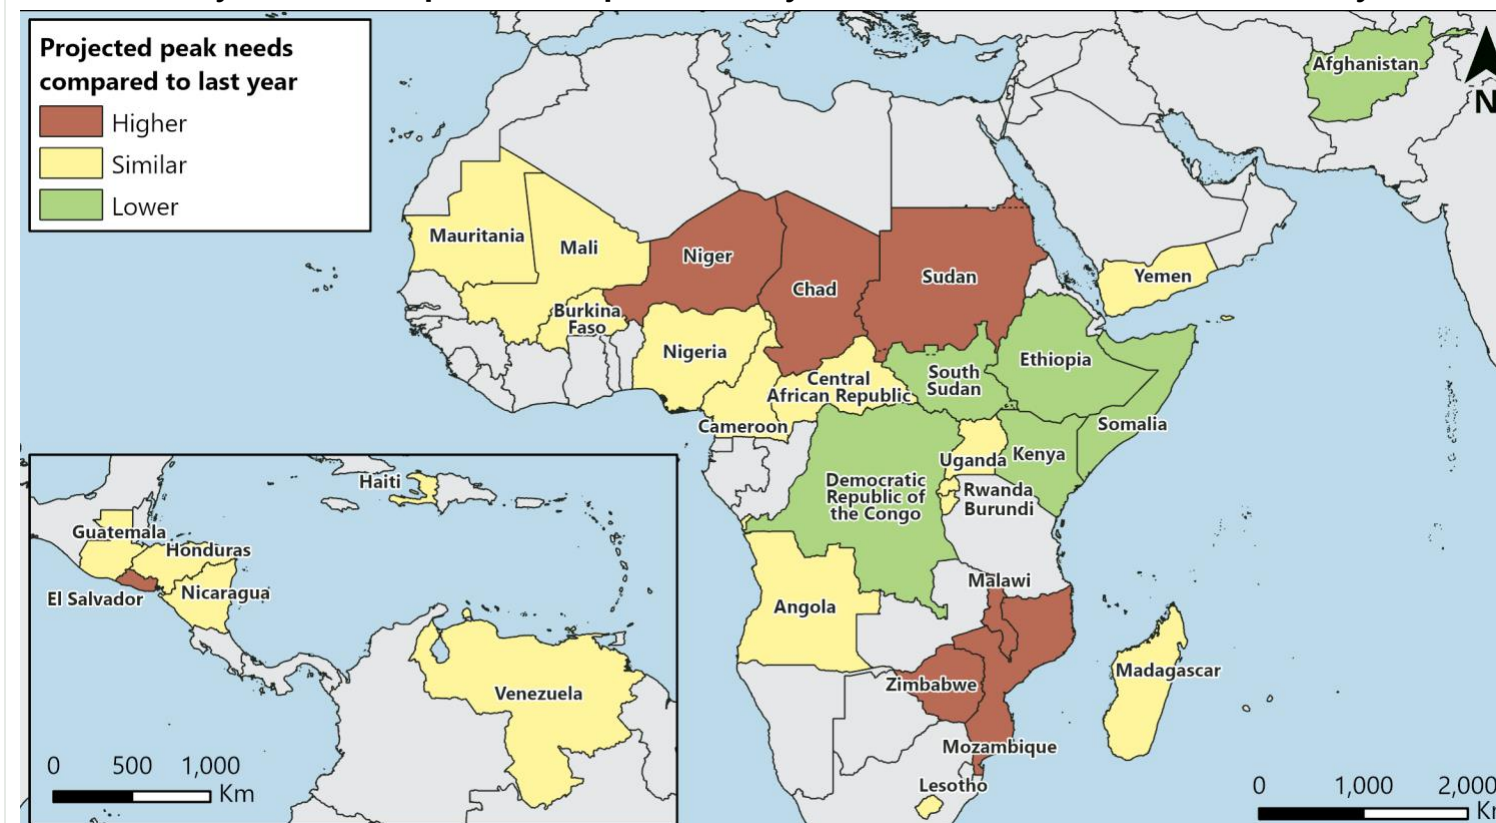 Projected peak needs
compared to last year
Higher
Similar
Lower
Afghanistan
N
Mauritania
Mali
Niger
Chad
Sudan
Yemen
Burkina
Faso
Nigeria
Central
African Republic
South
Sudan
Ethiopia
Cameroon
Somalia
Uganda
Kenya
Democratic
Republic of
the Congo
Rwanda
Burundi
Malawi
Angola
Zimbabwe
Madagascar
Mozambique
Lesotho
Haiti
Guatemala
Honduras
El Salvador
Nicaragua
Venezuela
0 500 1,000
Km
0 1,000 2,000